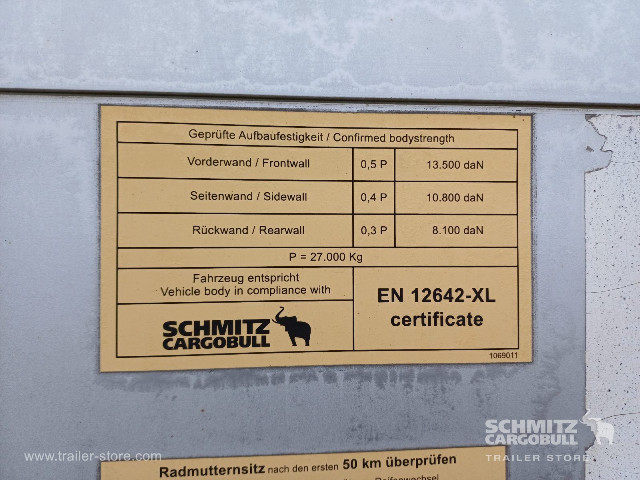 Geprüfte Aufbaufestigkeit / Confirmed bodystrength
Vorderwand / Frontwall 0,5 P 13.500 daN
Seitenwand / Sidewall 0,4 P 10.800 daN
Rückwand / Rearwall 0,3 P 8.100 daN
P = 27.000 Kg
Fahrzeug entspricht
Vehicle body in compliance with
EN 12642-XL
certificate
SCHMITZ
CARGOBULL
1069011
SCHMITZ
CARGOBULL
TRAILER STORE
www.trailer-store.com
Radmutternsitz nach den ersten 50 km überprüfen